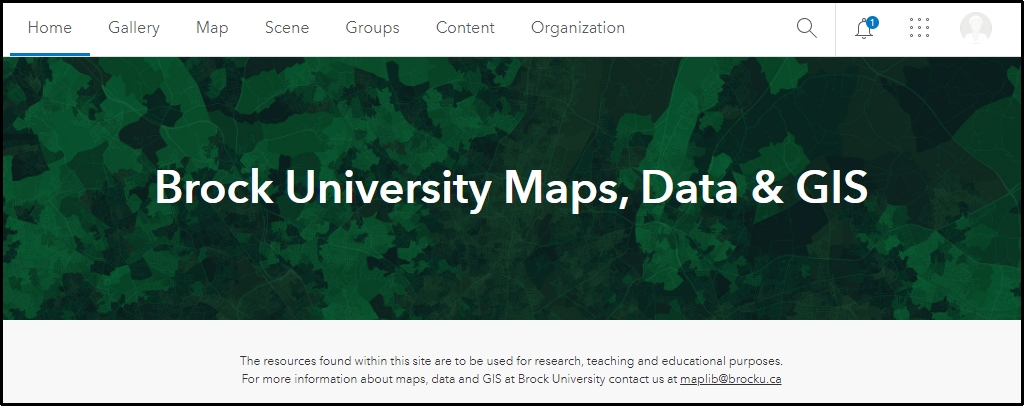 Home Gallery Map Scene Groups Content Organization 1
Brock University Maps, Data & GIS
The resources found within this site are to be used for research, teaching and educational purposes.
For more information about maps, data and GIS at Brock University contact us at maplib@brocku.ca